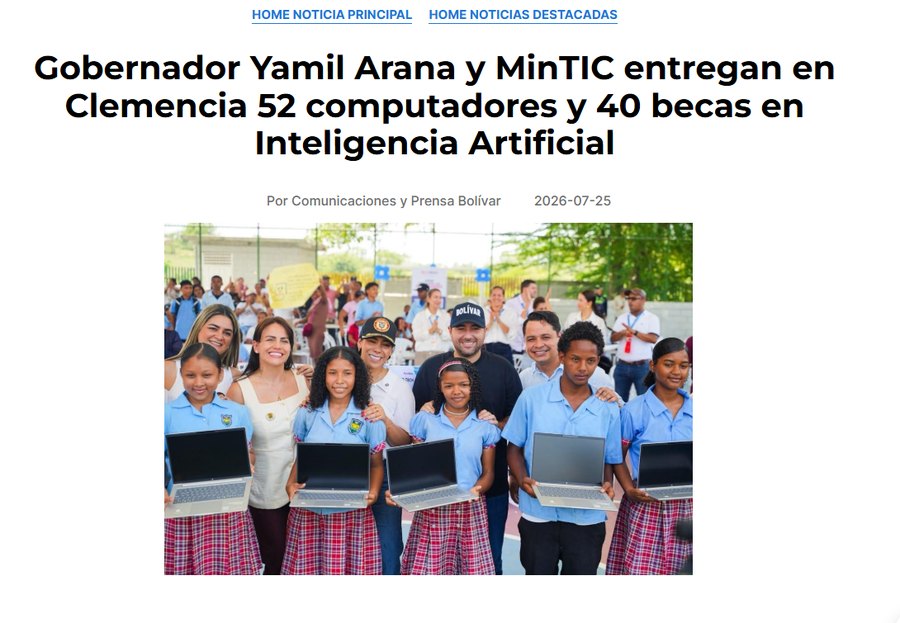 HOME NOTICIA PRINCIPAL HOME NOTICIAS DESTACADAS
Gobernador Yamil Arana y MinTIC entregan en
Clemencia 52 computadores y 40 becas en
Inteligencia Artificial
Por Comunicaciones y Prensa Bolívar 2026-07-25
BOLÍVAR